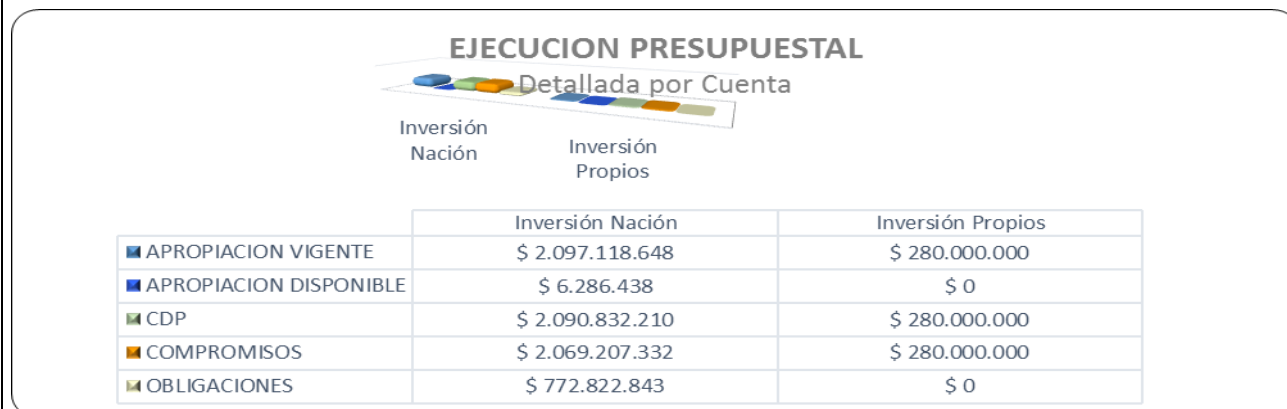 EJECUCION PRESUPUESTAL
Detallada por Cuenta
Inversión
Nación
Inversión
Propios
Inversión Nación Inversión Propios
APROPIACION VIGENTE $ 2.097.118.648 $ 280.000.000
APROPIACION DISPONIBLE $ 6.286.438 $ 0
CDP $ 2.090.832.210 $ 280.000.000
COMPROMISOS $ 2.069.207.332 $ 280.000.000
OBLIGACIONES $ 772.822.843 $ 0